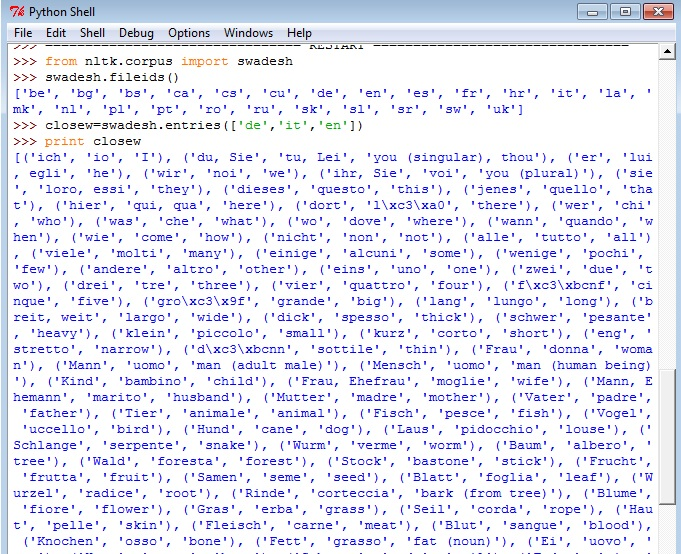 Python Shell
File Edit Shell Debug Options Windows Help
>>> ================================ RESTART ================================
>>> from nltk.corpus import swadesh
>>> swadesh.fileids()
['be', 'bg', 'bs', 'ca', 'cs', 'cu', 'de', 'en', 'es', 'fr', 'hr', 'it', 'la', '
mk', 'nl', 'pl', 'pt', 'ro', 'ru', 'sk', 'sl', 'sr', 'sw', 'uk']
>>> closew=swadesh.entries(['de','it','en'])
>>> print closew
[('ich', 'io', 'I'), ('du, Sie', 'tu, Lei', 'you (singular), thou'), ('er', 'lui
, egli', 'he'), ('wir', 'noi', 'we'), ('ihr, Sie', 'voi', 'you (plural)'), ('sie
', 'loro, essi', 'they'), ('dieses', 'questo', 'this'), ('jenes', 'quello', 'tha
t'), ('hier', 'qui, qua', 'here'), ('dort', 'l\xc3\xa0', 'there'), ('wer', 'chi'
, 'who'), ('was', 'che', 'what'), ('wo', 'dove', 'where'), ('wann', 'quando', 'w
hen'), ('wie', 'come', 'how'), ('nicht', 'non', 'not'), ('alle', 'tutto', 'all')
, ('viele', 'molti', 'many'), ('einige', 'alcuni', 'some'), ('wenige', 'pochi',
'few'), ('andere', 'altro', 'other'), ('eins', 'uno', 'one'), ('zwei', 'due', 't
wo'), ('drei', 'tre', 'three'), ('vier', 'quattro', 'four'), ('f\xc3\xbcnf', 'ci
nque', 'five'), ('gro\xc3\x9f', 'grande', 'big'), ('lang', 'lungo', 'long'), ('b
reit, weit', 'largo', 'wide'), ('dick', 'spesso', 'thick'), ('schwer', 'pesante'
, 'heavy'), ('klein', 'piccolo', 'small'), ('kurz', 'corto', 'short'), ('eng', '
stretto', 'narrow'), ('d\xc3\xbcnn', 'sottile', 'thin'), ('Frau', 'donna', 'woma
n'), ('Mann', 'uomo', 'man (adult male)'), ('Mensch', 'uomo', 'man (human being)
'), ('Kind', 'bambino', 'child'), ('Frau, Ehefrau', 'moglie', 'wife'), ('Mann, E
hemann', 'marito', 'husband'), ('Mutter', 'madre', 'mother'), ('Vater', 'padre',
 'father'), ('Tier', 'animale', 'animal'), ('Fisch', 'pesce', 'fish'), ('Vogel',
 'uccello', 'bird'), ('Hund', 'cane', 'dog'), ('Laus', 'pidocchio', 'louse'), ('
Schlange', 'serpente', 'snake'), ('Wurm', 'verme', 'worm'), ('Baum', 'albero', '
tree'), ('Wald', 'foresta', 'forest'), ('Stock', 'bastone', 'stick'), ('Frucht',
 'frutta', 'fruit'), ('Samen', 'seme', 'seed'), ('Blatt', 'foglia', 'leaf'), ('W
urzel', 'radice', 'root'), ('Rinde', 'corteccia', 'bark (from tree)'), ('Blume',
 'fiore', 'flower'), ('Gras', 'erba', 'grass'), ('Seil', 'corda', 'rope'), ('Hau
t', 'pelle', 'skin'), ('Fleisch', 'carne', 'meat'), ('Blut', 'sangue', 'blood'),
 ('Knochen', 'osso', 'bone'), ('Fett', 'grasso', 'fat (noun)'), ('Ei', 'uovo', '